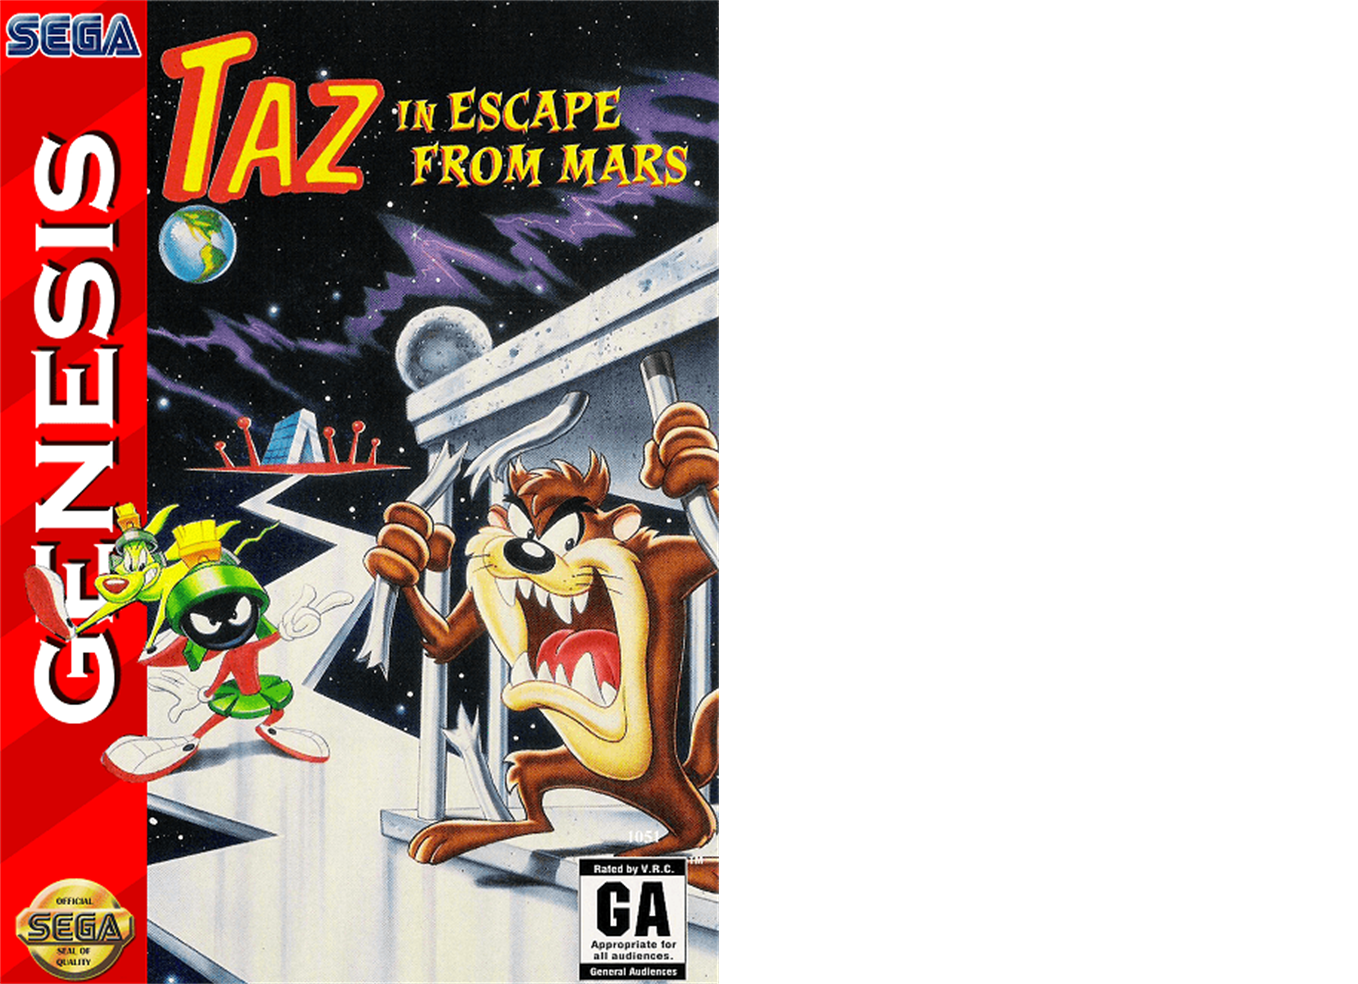 SEGA
GENESIS
TAZ
IN ESCAPE
FROM MARS
1051
TM
Rated by V.R.C.
GA
Appropriate for
all audiences.
General Audiences
OFFICIAL
SEGA
SEAL OF
QUALITY